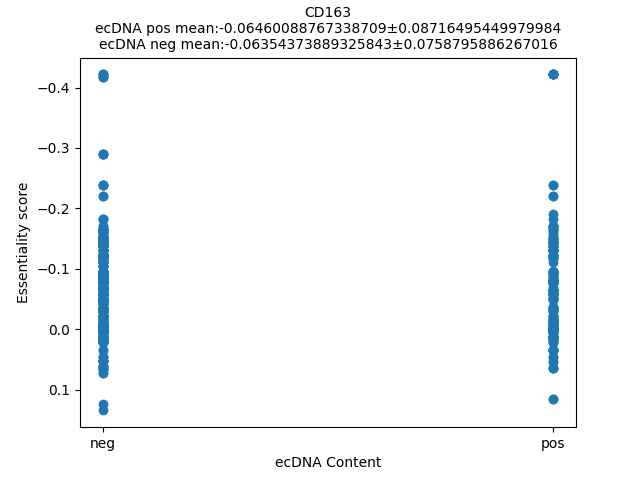 CD163
ecDNA pos mean:-0.06460088767338709±0.08716495449979984
ecDNA neg mean:-0.06354373889325843±0.0758795886267016
−0.4
−0.3
−0.2
−0.1
0.0
0.1
Essentiality score
neg
pos
ecDNA Content